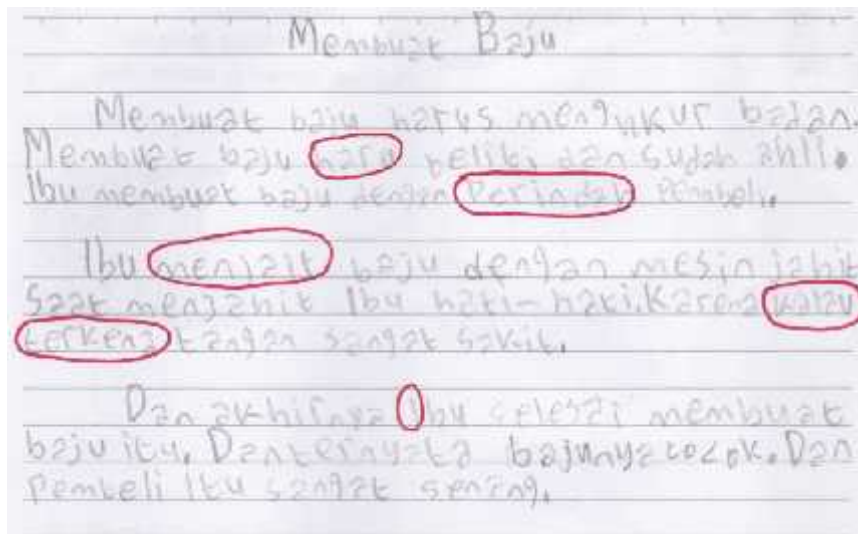 Membuat Baju
Membuat baju harus mengukur badan.
Membuat baju haru teliti dan sudah ahli.
Ibu membuat baju dengan Perindah Pembeli.
Ibu menjait baju dengan mesin jahit
Saat menjahit Ibu hati-hati. Karena kalau
terkena tangan sangat sakit.
Dan akhirnya Ibu selesai membuat
baju itu. Dan ternyata bajunya cocok. Dan
Pembeli itu sangat senang.